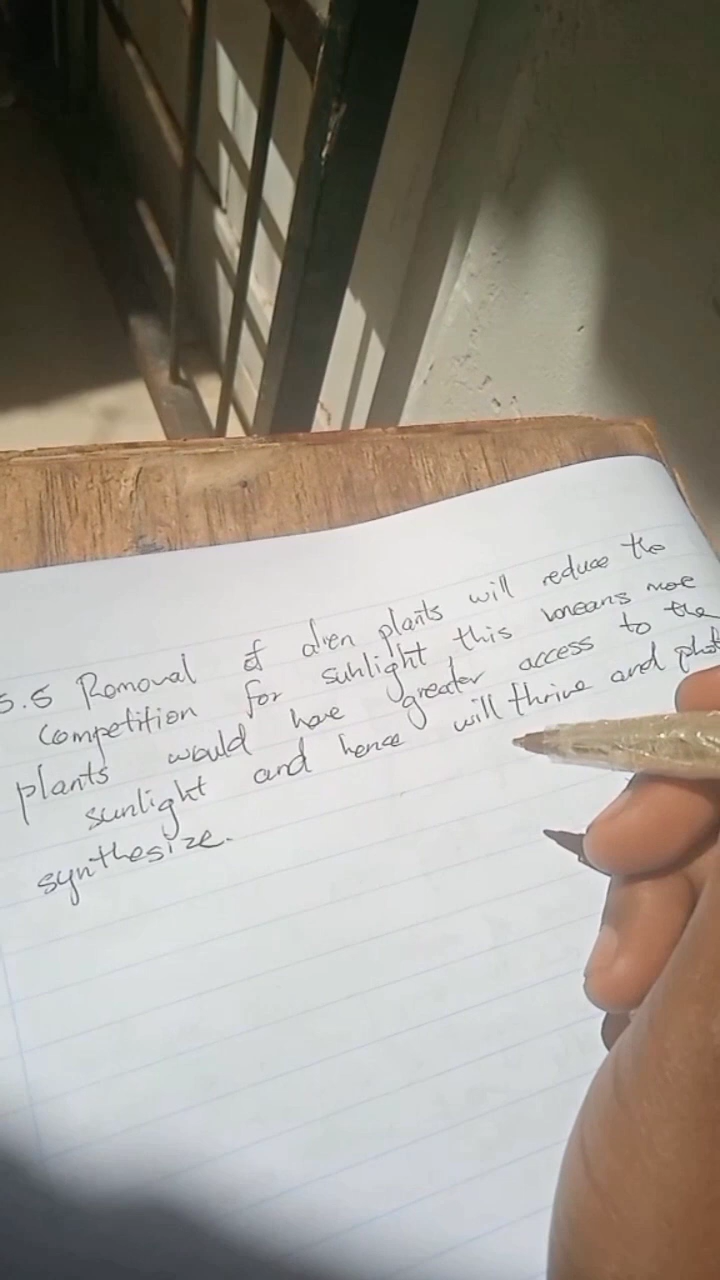 5.5 Removal of alien plants will reduce the
competition for sunlight, this means more
plants would have greater access to the
sunlight and hence will thrive and phot
synthesize.